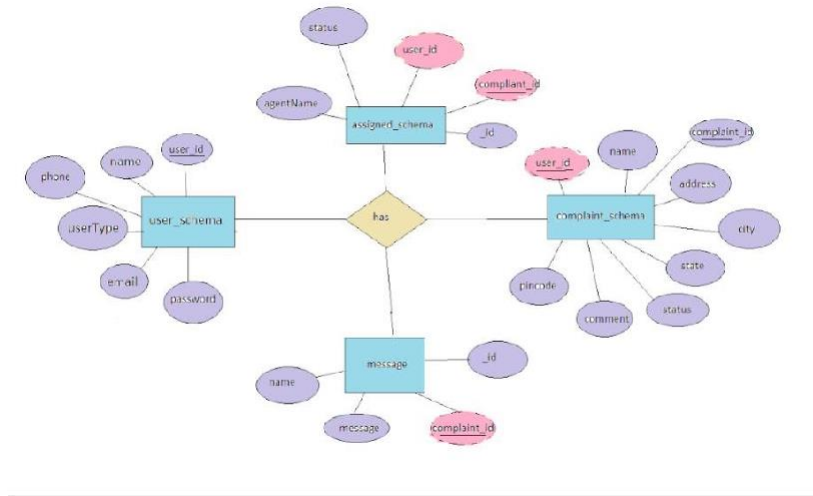 status
user_id
compliant_id
agentName
assigned_schema
_id
name
user_id
phone
userType
user_schema
email
password
has
user_id
name
complaint_id
address
complaint_schema
city
state
pincode
comment
status
message
_id
name
message
complaint_id